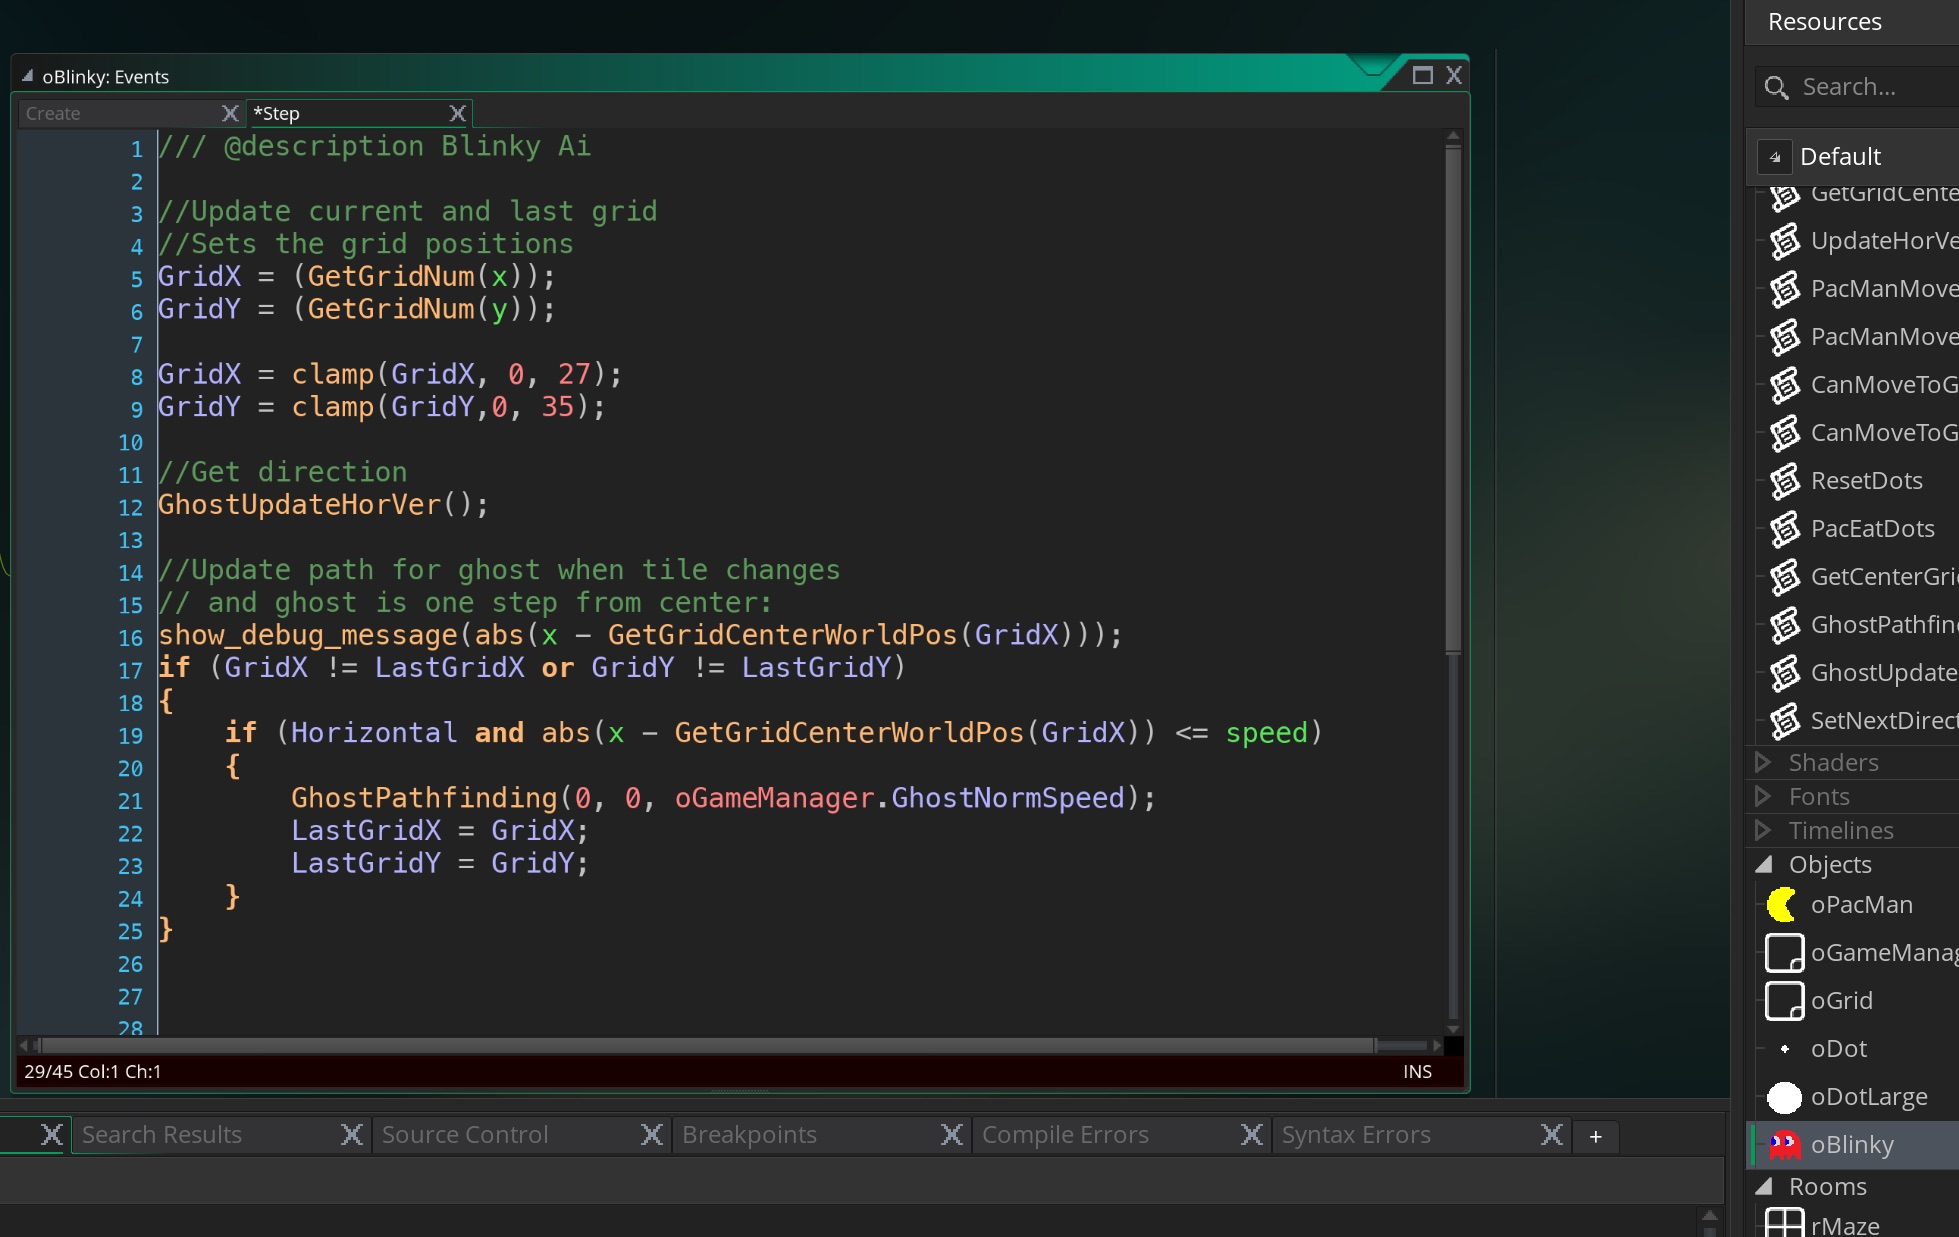 Resources
oBlinky: Events
Search...
Create
*Step
Default
1 /// @description Blinky Ai
2
3 //Update current and last grid
4 //Sets the grid positions
5 GridX = (GetGridNum(x));
6 GridY = (GetGridNum(y));
7
8 GridX = clamp(GridX, 0, 27);
9 GridY = clamp(GridY,0, 35);
10
11 //Get direction
12 GhostUpdateHorVer();
13
14 //Update path for ghost when tile changes
15 // and ghost is one step from center:
16 show_debug_message(abs(x - GetGridCenterWorldPos(GridX)));
17 if (GridX != LastGridX or GridY != LastGridY)
18 {
19 if (Horizontal and abs(x - GetGridCenterWorldPos(GridX)) <= speed)
20 {
21 GhostPathfinding(0, 0, oGameManager.GhostNormSpeed);
22 LastGridX = GridX;
23 LastGridY = GridY;
24 }
25 }
26
27
28
29/45 Col:1 Ch:1
INS
GetGridCente
UpdateHorVe
PacManMove
PacManMove
CanMoveToG
CanMoveToG
ResetDots
PacEatDots
GetCenterGri
GhostPathfin
GhostUpdate
SetNextDirect
Shaders
Fonts
Timelines
Objects
oPacMan
oGameManag
oGrid
oDot
oDotLarge
oBlinky
Rooms
rMaze
Search Results
Source Control
Breakpoints
Compile Errors
Syntax Errors
+